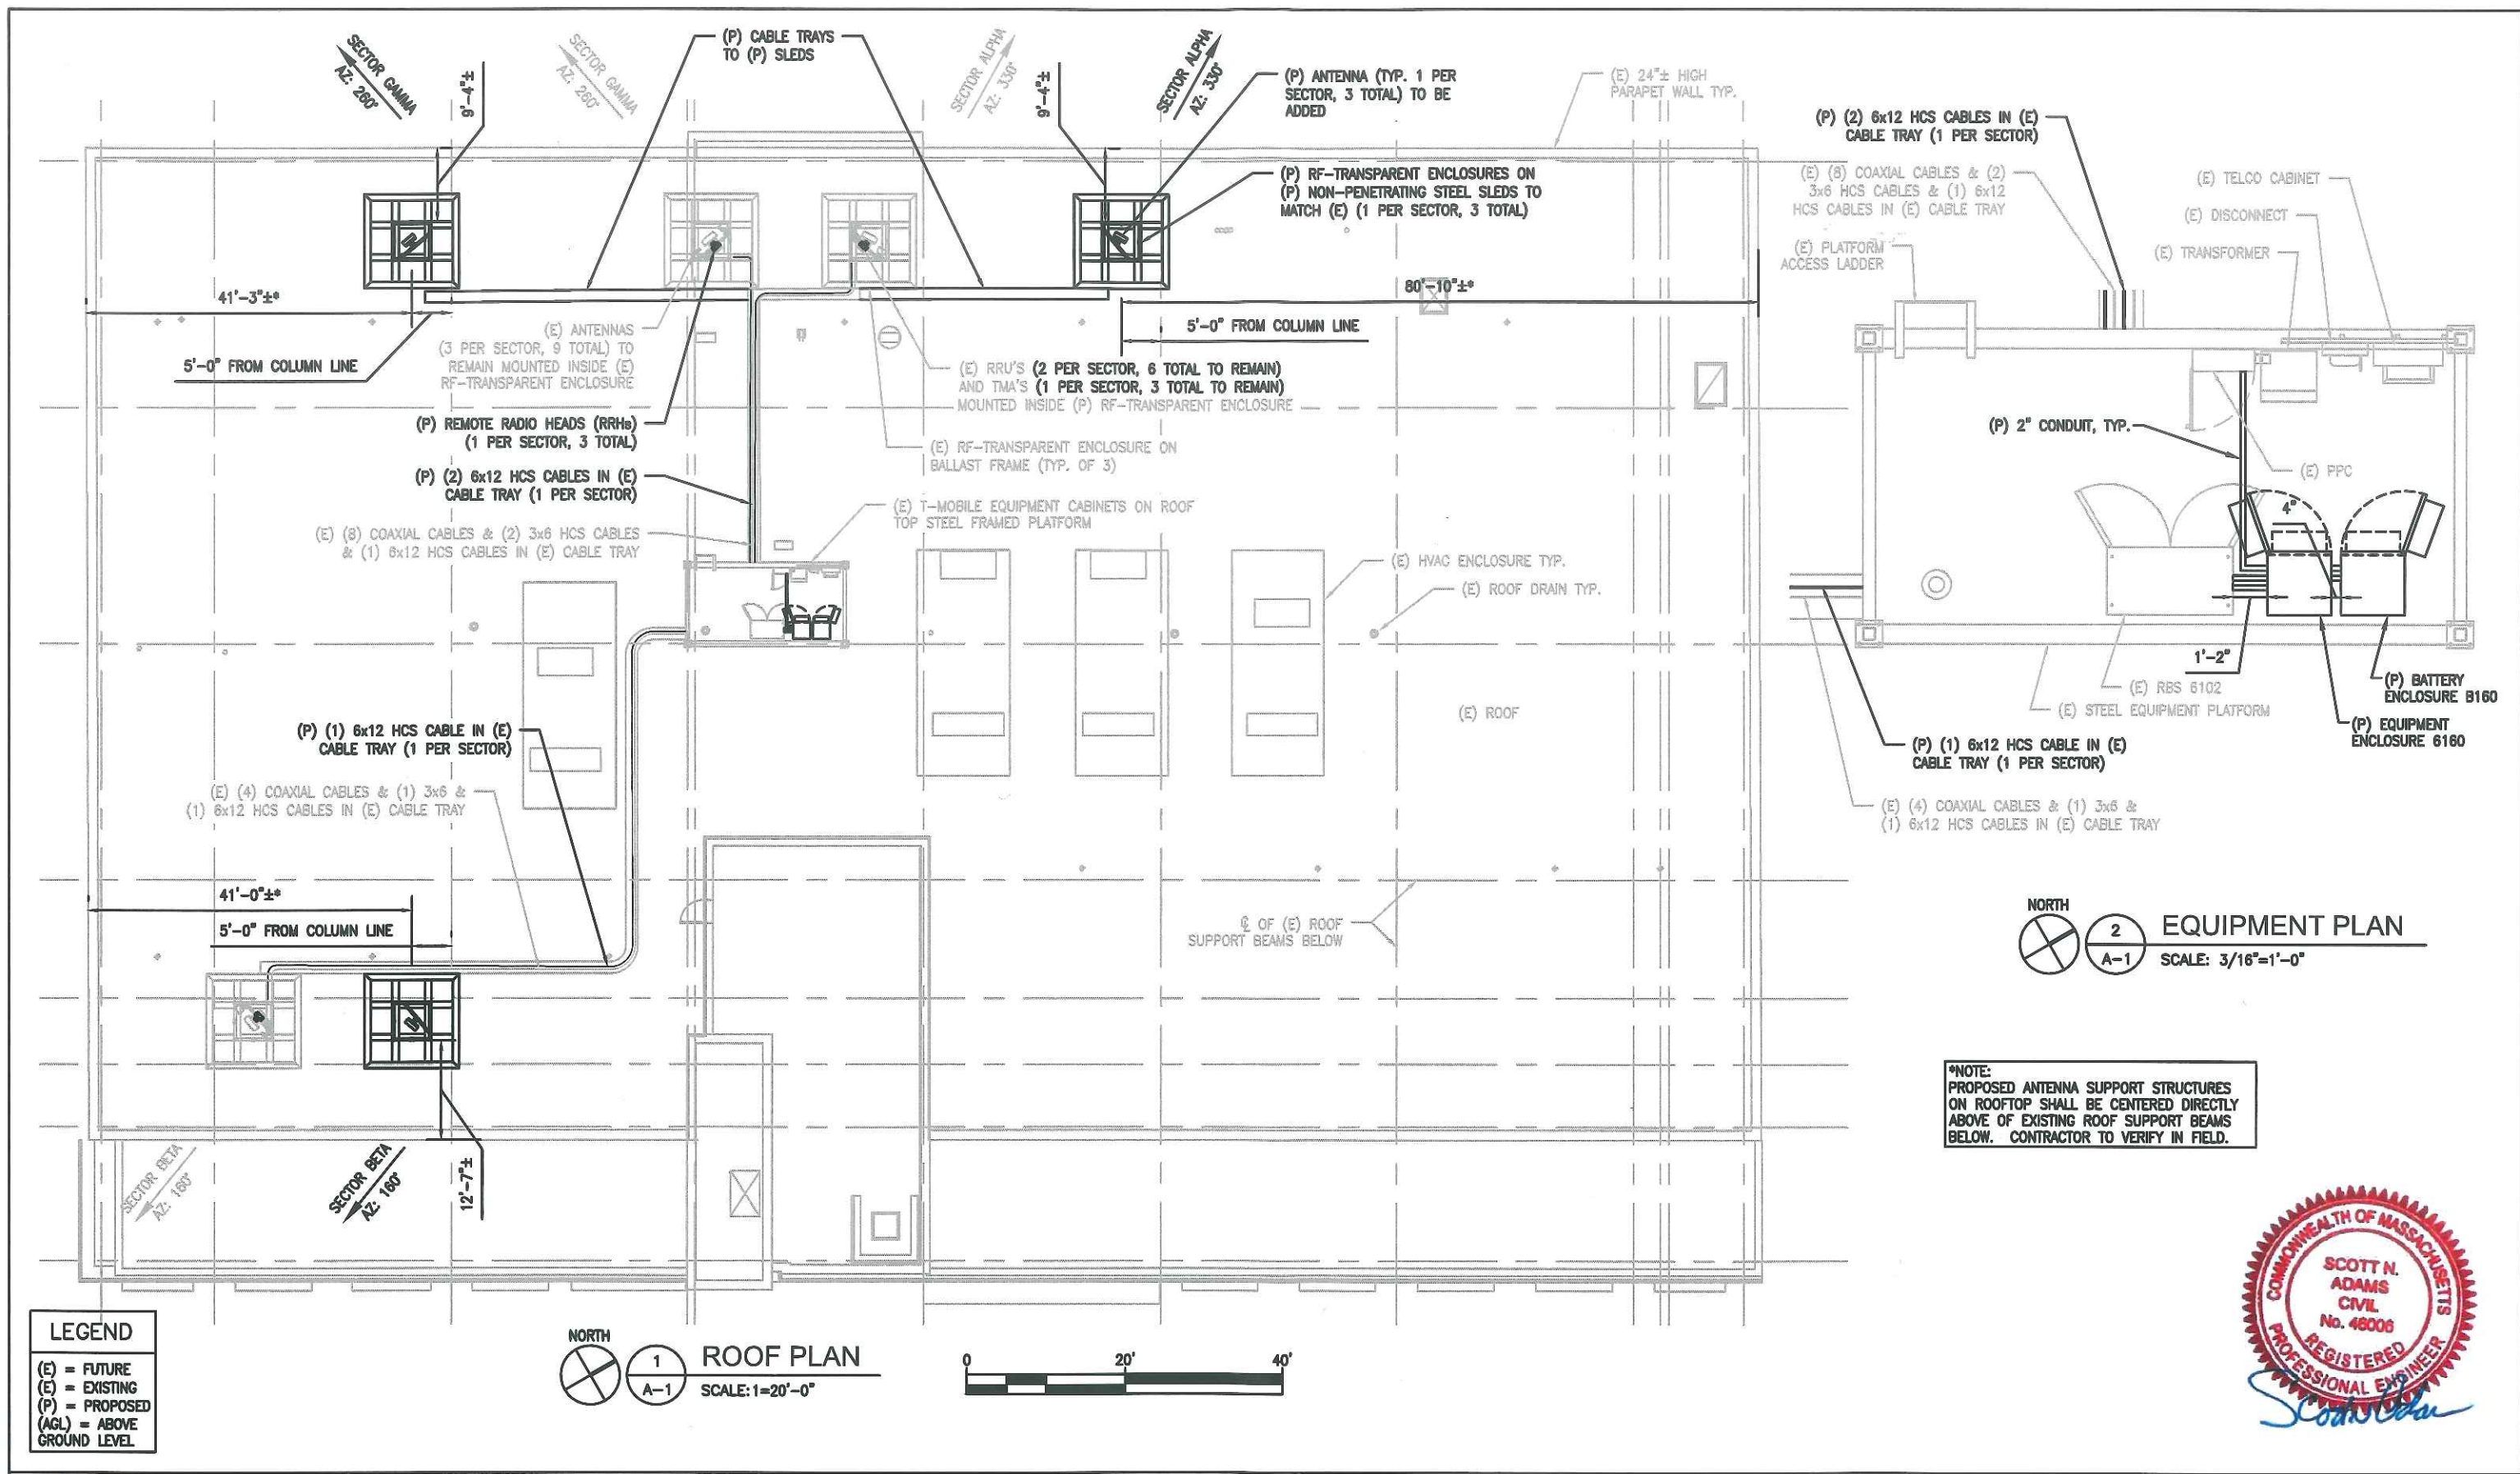 SECTOR GAMMA
AZ: 260°
9'-4"±
SECTOR GAMMA
AZ: 260°
(P) CABLE TRAYS
TO (P) SLEDS
SECTOR ALPHA
AZ: 330°
9'-4"±
SECTOR ALPHA
AZ: 330°
(P) ANTENNA (TYP. 1 PER
SECTOR, 3 TOTAL) TO BE
ADDED
(E) 24"± HIGH
PARAPET WALL TYP.
(P) RF-TRANSPARENT ENCLOSURES ON
(P) NON-PENETRATING STEEL SLEDS TO
MATCH (E) (1 PER SECTOR, 3 TOTAL)
41'-3"±*
5'-0" FROM COLUMN LINE
80'-10"±*
5'-0" FROM COLUMN LINE
(E) ANTENNAS
(3 PER SECTOR, 9 TOTAL) TO
REMAIN MOUNTED INSIDE (E)
RF-TRANSPARENT ENCLOSURE
(E) RRU'S (2 PER SECTOR, 6 TOTAL TO REMAIN)
AND TMA'S (1 PER SECTOR, 3 TOTAL TO REMAIN)
MOUNTED INSIDE (P) RF-TRANSPARENT ENCLOSURE
(P) REMOTE RADIO HEADS (RRHs)
(1 PER SECTOR, 3 TOTAL)
(E) RF-TRANSPARENT ENCLOSURE ON
BALLAST FRAME (TYP. OF 3)
(P) (2) 6x12 HCS CABLES IN (E)
CABLE TRAY (1 PER SECTOR)
(E) T-MOBILE EQUIPMENT CABINETS ON ROOF
TOP STEEL FRAMED PLATFORM
(E) (8) COAXIAL CABLES & (2) 3x6 HCS CABLES
& (1) 6x12 HCS CABLES IN (E) CABLE TRAY
(E) HVAC ENCLOSURE TYP.
(E) ROOF DRAIN TYP.
(E) ROOF
(P) (1) 6x12 HCS CABLE IN (E)
CABLE TRAY (1 PER SECTOR)
(E) (4) COAXIAL CABLES & (1) 3x6 &
(1) 6x12 HCS CABLES IN (E) CABLE TRAY
41'-0"±*
5'-0" FROM COLUMN LINE
℄ OF (E) ROOF
SUPPORT BEAMS BELOW
SECTOR BETA
AZ: 160°
SECTOR BETA
AZ: 160°
12'-7"±
(P) (2) 6x12 HCS CABLES IN (E)
CABLE TRAY (1 PER SECTOR)
(E) (8) COAXIAL CABLES & (2)
3x6 HCS CABLES & (1) 6x12
HCS CABLES IN (E) CABLE TRAY
(E) TELCO CABINET
(E) DISCONNECT
(E) TRANSFORMER
(E) PLATFORM
ACCESS LADDER
(P) 2" CONDUIT, TYP.
(E) PPC
4"
1'-2"
(E) RBS 6102
(E) STEEL EQUIPMENT PLATFORM
(P) BATTERY
ENCLOSURE B160
(P) EQUIPMENT
ENCLOSURE 6160
(P) (1) 6x12 HCS CABLE IN (E)
CABLE TRAY (1 PER SECTOR)
(E) (4) COAXIAL CABLES & (1) 3x6 &
(1) 6x12 HCS CABLES IN (E) CABLE TRAY
NORTH
2
A-1
EQUIPMENT PLAN
SCALE: 3/16"=1'-0"
*NOTE:
PROPOSED ANTENNA SUPPORT STRUCTURES
ON ROOFTOP SHALL BE CENTERED DIRECTLY
ABOVE OF EXISTING ROOF SUPPORT BEAMS
BELOW. CONTRACTOR TO VERIFY IN FIELD.
COMMONWEALTH OF MASSACHUSETTS
SCOTT N.
ADAMS
CIVIL
No. 46006
REGISTERED
PROFESSIONAL ENGINEER
LEGEND
(E) = FUTURE
(E) = EXISTING
(P) = PROPOSED
(AGL) = ABOVE
GROUND LEVEL
NORTH
1
A-1
ROOF PLAN
SCALE: 1=20'-0"
0
20'
40'